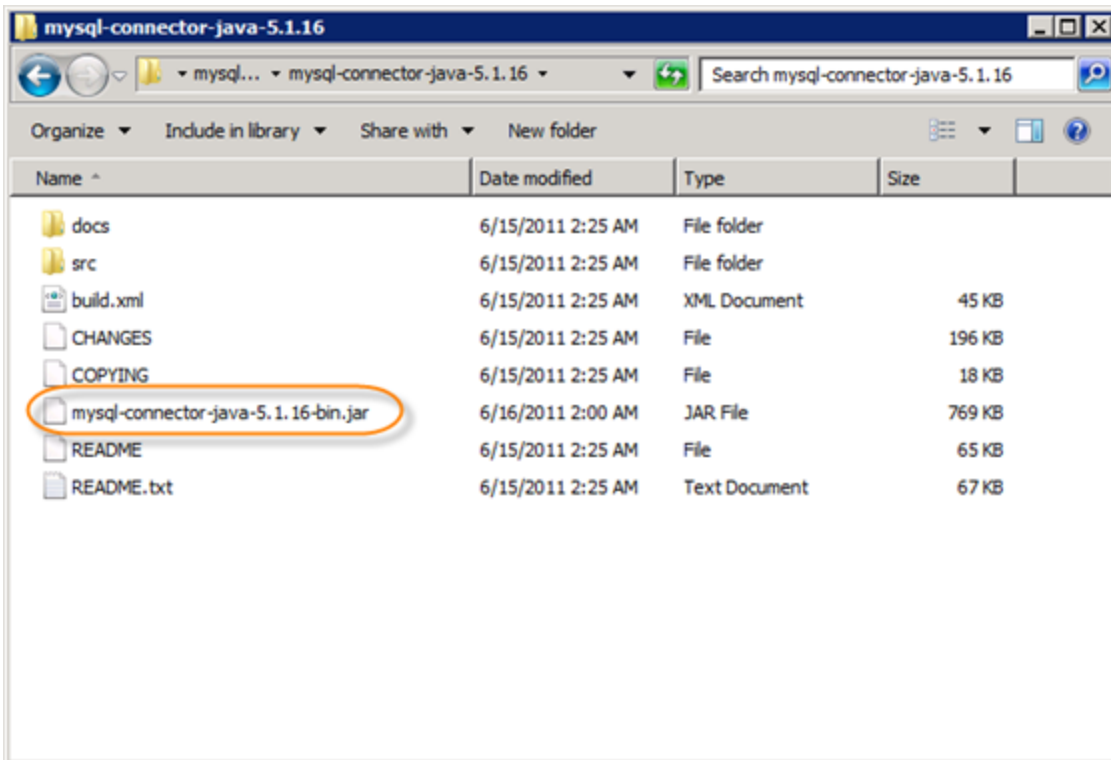 mysql-connector-java-5.1.16
mysql... mysql-connector-java-5.1.16 Search mysql-connector-java-5.1.16
Organize Include in library Share with New folder
Name Date modified Type Size
docs 6/15/2011 2:25 AM File folder
src 6/15/2011 2:25 AM File folder
build.xml 6/15/2011 2:25 AM XML Document 45 KB
CHANGES 6/15/2011 2:25 AM File 196 KB
COPYING 6/15/2011 2:25 AM File 18 KB
mysql-connector-java-5.1.16-bin.jar 6/16/2011 2:00 AM JAR File 769 KB
README 6/15/2011 2:25 AM File 65 KB
README.txt 6/15/2011 2:25 AM Text Document 67 KB